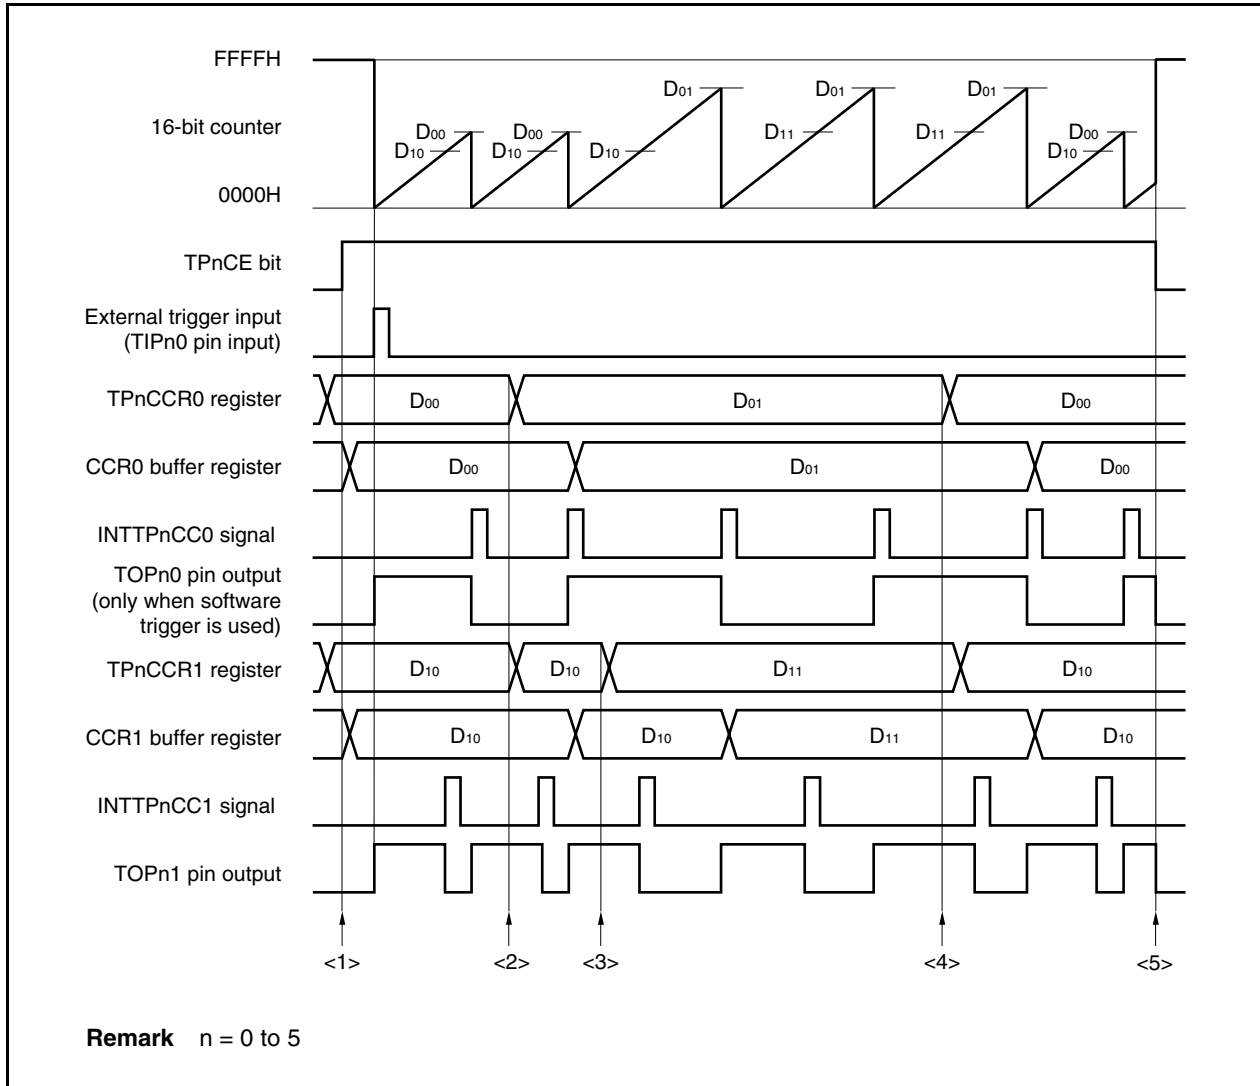 FFFFH
16-bit counter
0000H
D00 D00 D01 D01 D01 D00
D10 D10 D10 D11 D11 D10
TPnCE bit
External trigger input
(TIPn0 pin input)
TPnCCR0 register D00 D01 D00
CCR0 buffer register D00 D01 D00
INTTPnCC0 signal
TOPn0 pin output
(only when software
trigger is used)
TPnCCR1 register D10 D10 D11 D10
CCR1 buffer register D10 D10 D11 D10
INTTPnCC1 signal
TOPn1 pin output
<1> <2> <3> <4> <5>
Remark n = 0 to 5